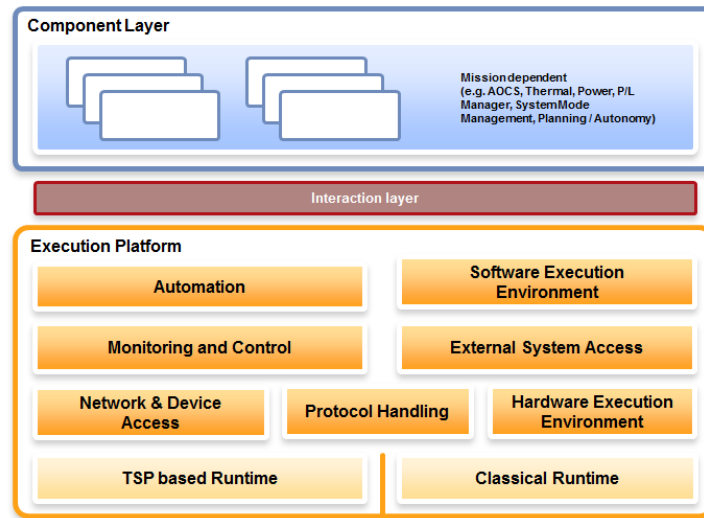 Component Layer
Mission dependent
(e.g. AOCS, Thermal, Power, P/L
Manager, SystemMode
Management, Planning / Autonomy)
Interaction layer
Execution Platform
Automation
Software Execution
Environment
Monitoring and Control
External System Access
Network & Device
Access
Protocol Handling
Hardware Execution
Environment
TSP based Runtime
Classical Runtime